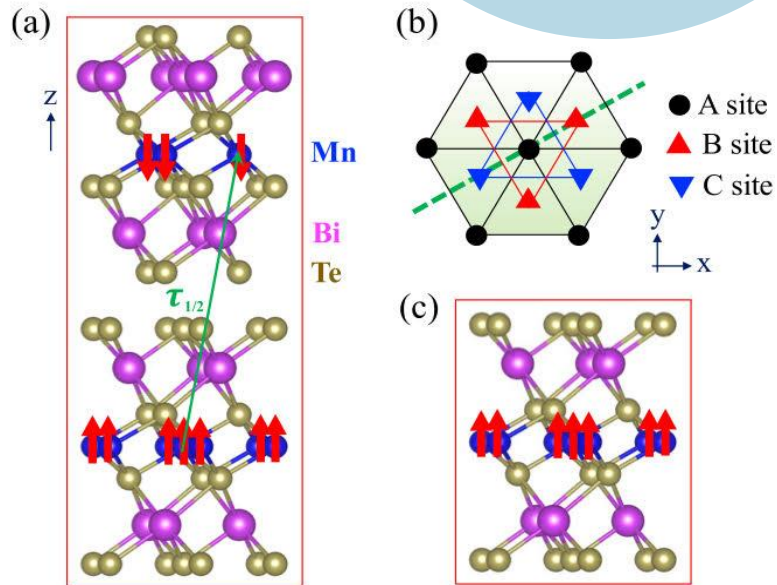 (a)
z
Mn
Bi
Te
τ1/2
(b)
A site
B site
C site
y
x
(c)